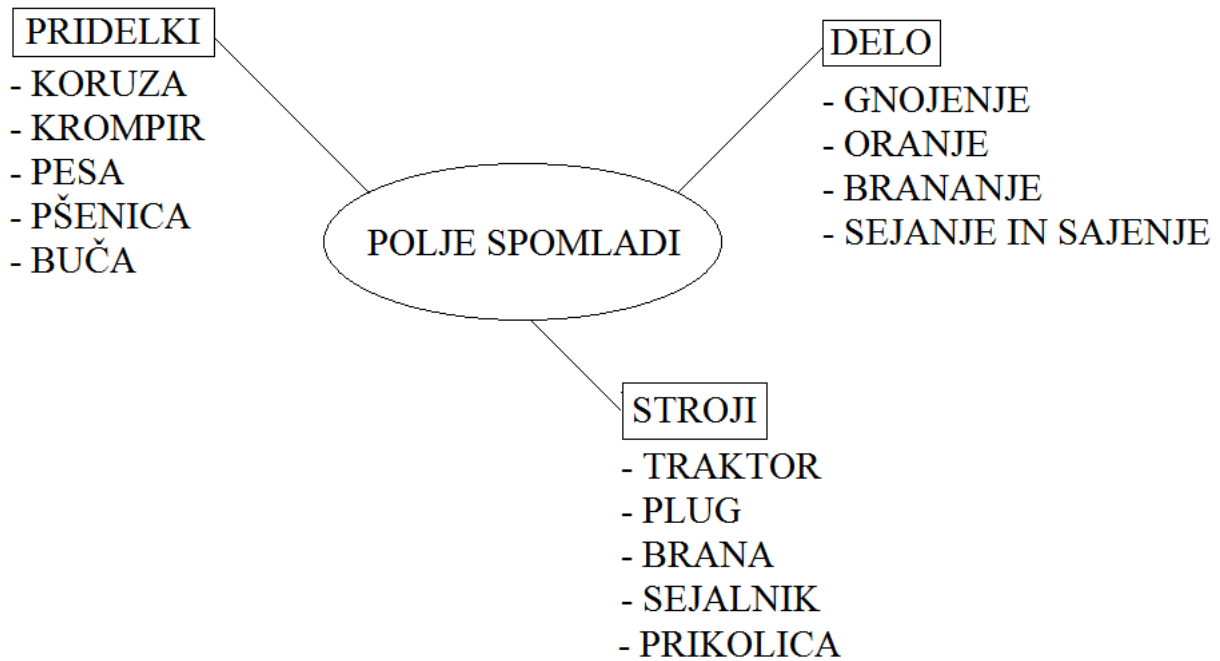 PRIDELKI
- KORUZA
- KROMPIR
- PESA
- PŠENICA
- BUČA
DELO
- GNOJENJE
- ORANJE
- BRANANJE
- SEJANJE IN SAJENJE
POLJE SPOMLADI
STROJI
- TRAKTOR
- PLUG
- BRANA
- SEJALNIK
- PRIKOLICA